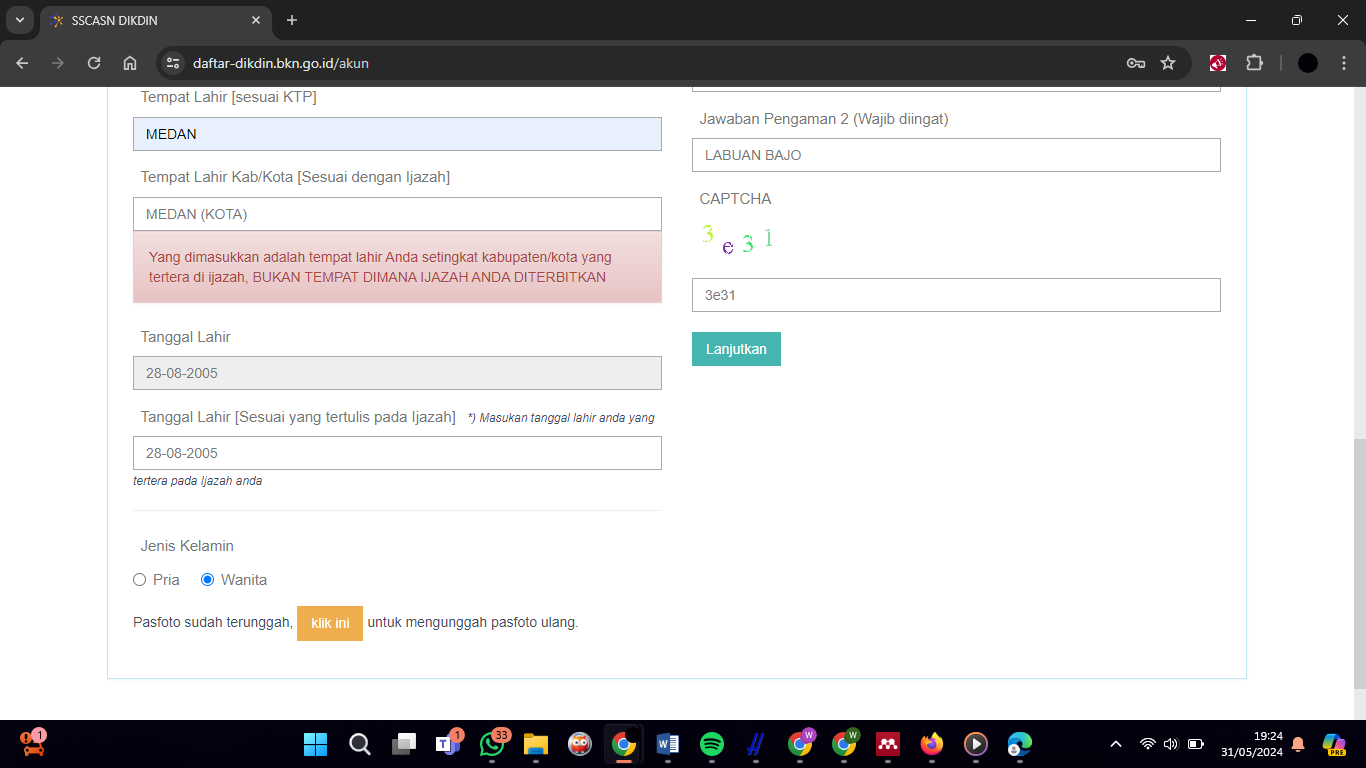 SSCASN DIKDIN
daftar-dikdin.bkn.go.id/akun
Tempat Lahir [sesuai KTP]
MEDAN
Tempat Lahir Kab/Kota [Sesuai dengan Ijazah]
MEDAN (KOTA)
Yang dimasukkan adalah tempat lahir Anda setingkat kabupaten/kota yang
tertera di ijazah, BUKAN TEMPAT DIMANA IJAZAH ANDA DITERBITKAN
Tanggal Lahir
28-08-2005
Tanggal Lahir [Sesuai yang tertulis pada Ijazah] *) Masukan tanggal lahir anda yang
28-08-2005
tertera pada Ijazah anda
Jenis Kelamin
Pria Wanita
Pasfoto sudah terunggah, klik ini untuk mengunggah pasfoto ulang.
Jawaban Pengaman 2 (Wajib diingat)
LABUAN BAJO
CAPTCHA
3e31
3e31
Lanjutkan
1
1
33
W
W
19:24
31/05/2024
PRE